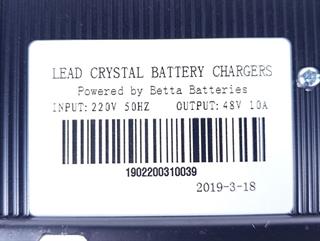 LEAD CRYSTAL BATTERY CHARGERS
Powered by Betta Batteries
INPUT: 220V 50HZ OUTPUT: 48V 10A
1902200310039
2019-3-18